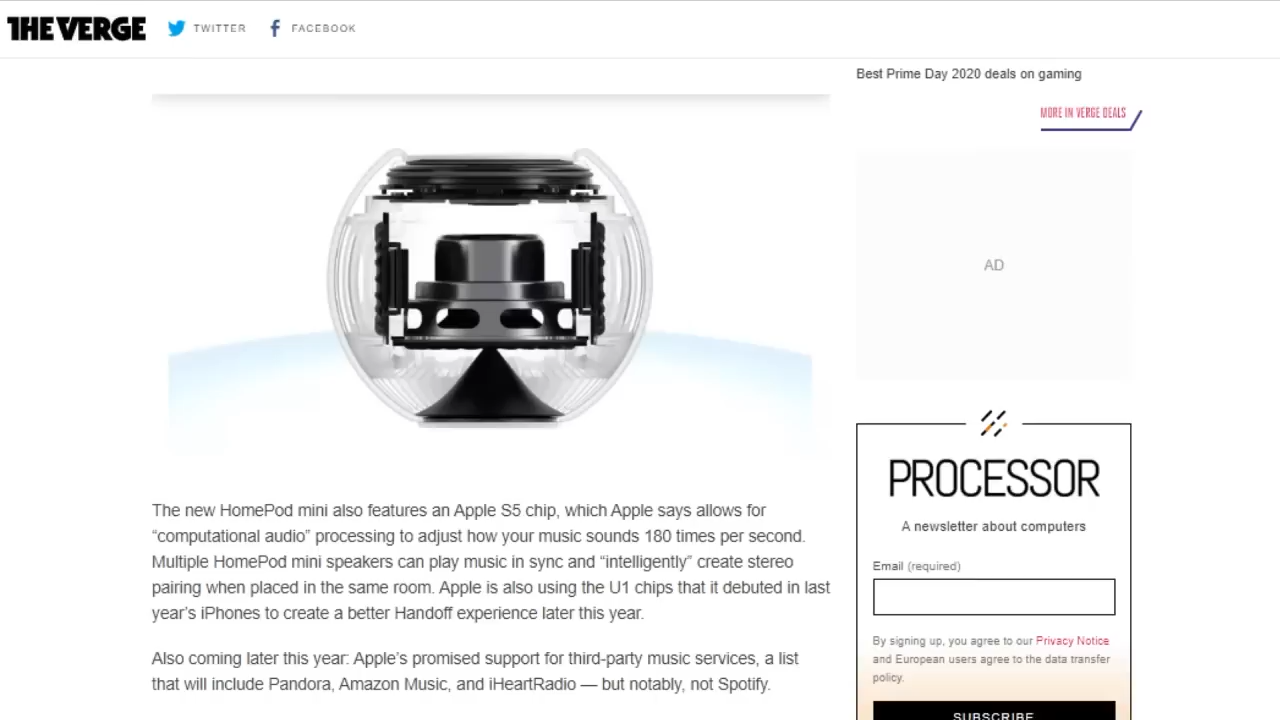 THE VERGE
TWITTER
FACEBOOK
Best Prime Day 2020 deals on gaming
MORE IN VERGE DEALS
AD
The new HomePod mini also features an Apple S5 chip, which Apple says allows for
“computational aud” processing to adjust how your music sounds 180 times per second.
Multiple HomePod mini speakers can play music in sync and “intelligently” create stereo
pairing when placed in the same room. Apple is also using the U1 chips that it debuted in last
year’s iPhones to create a better Handoff experience later this year.
Also coming later this year: Apple’s promised support for third-party music services, a list
that will include Pandora, Amazon Music, and iHeartRadio — but notably, not Spotify.
PROCESSOR
A newsletter about computers
Email (required)
By signing up, you agree to our Privacy Notice
and European users agree to the data transfer
policy.
SUBSCRIBE